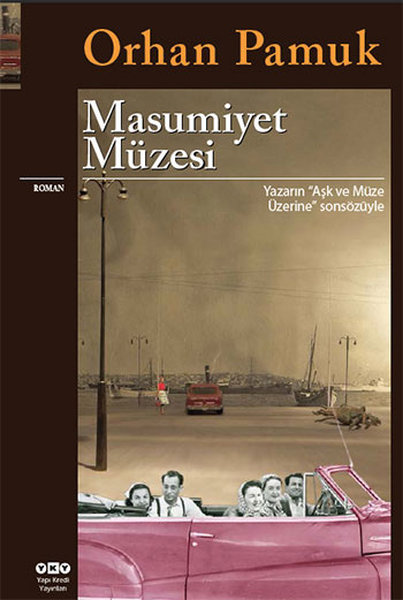 Orhan Pamuk
Masumiyet
Müzesi
ROMAN
Yazarın “Aşk ve Müze
Üzerine” sonsözüyle
YKY
Yapı Kredi
Yayınları